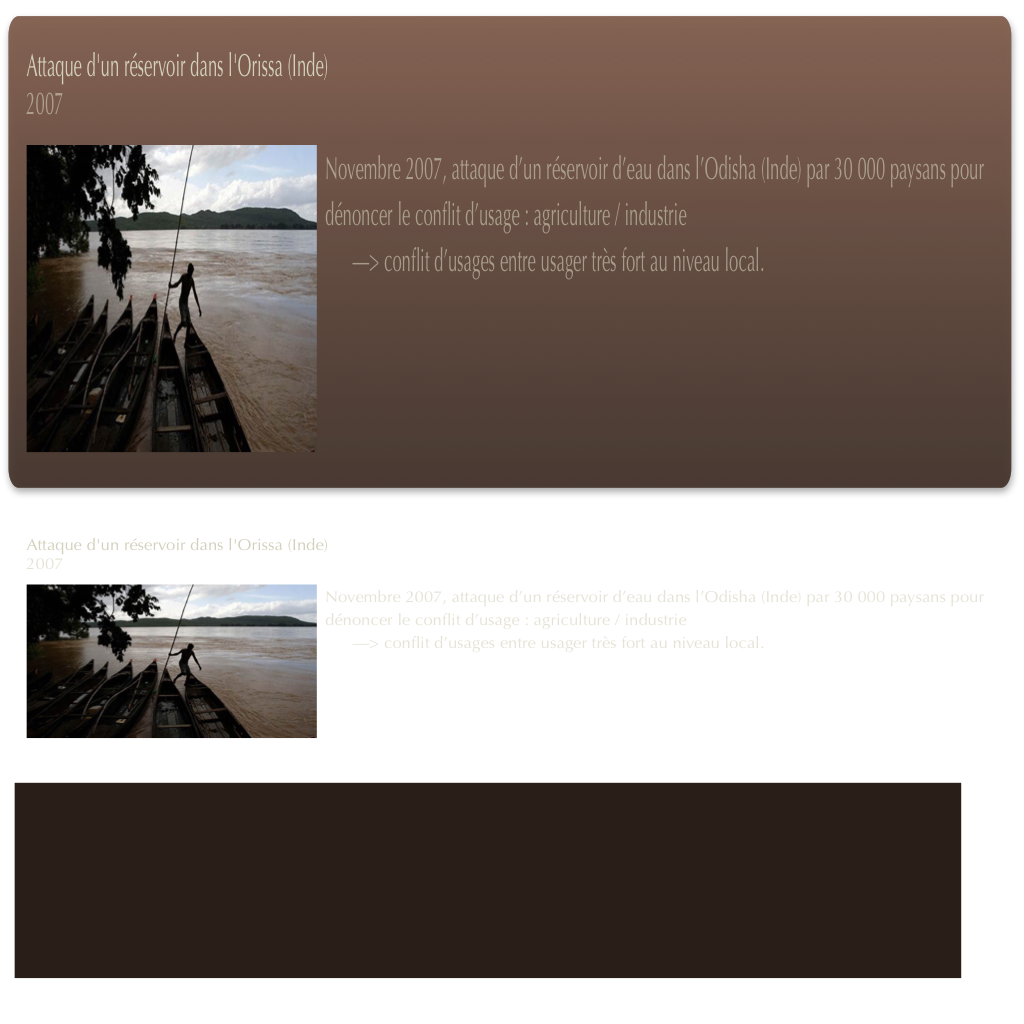 Attaque d'un réservoir dans l'Orissa (Inde)
2007
Novembre 2007, attaque d’un réservoir d’eau dans l’Odisha (Inde) par 30 000 paysans pour
dénoncer le conflit d’usage : agriculture / industrie
—> conflit d’usages entre usager très fort au niveau local.
Attaque d'un réservoir dans l'Orissa (Inde)
2007
Novembre 2007, attaque d’un réservoir d’eau dans l’Odisha (Inde) par 30 000 paysans pour
dénoncer le conflit d’usage : agriculture / industrie
—> conflit d’usages entre usager très fort au niveau local.